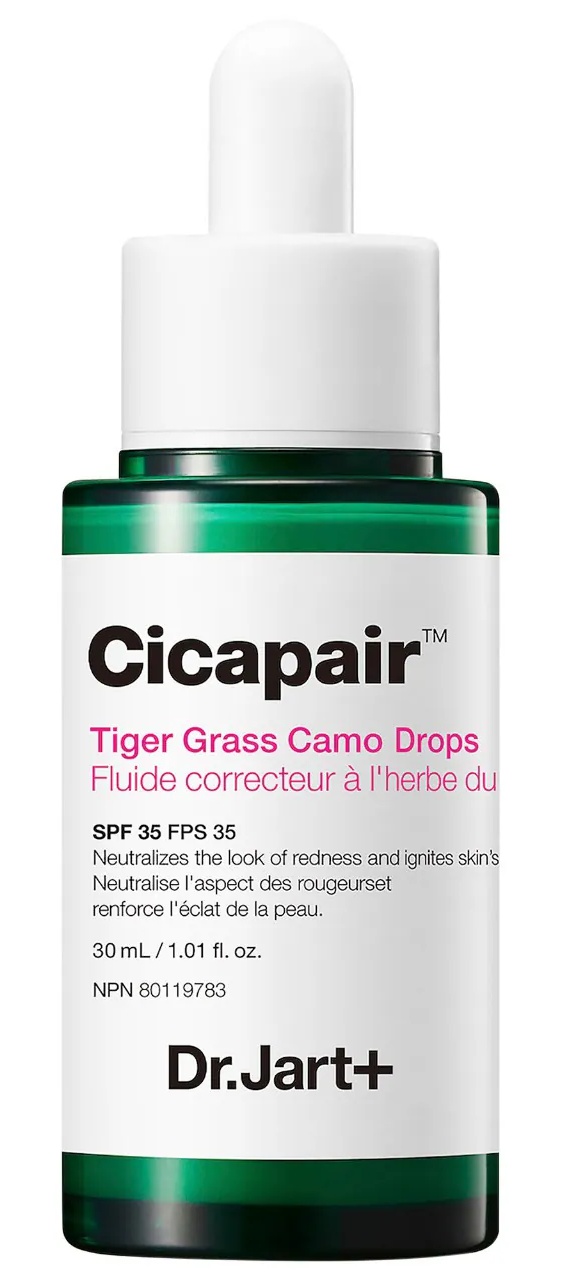 Cicapair™
Tiger Grass Camo Drops
Fluide correcteur à l'herbe du
SPF 35 FPS 35
Neutralizes the look of redness and ignites skin's
Neutralise l'aspect des rougeurset
renforce l'éclat de la peau.
30 mL / 1.01 fl. oz.
NPN 80119783
Dr.Jart+